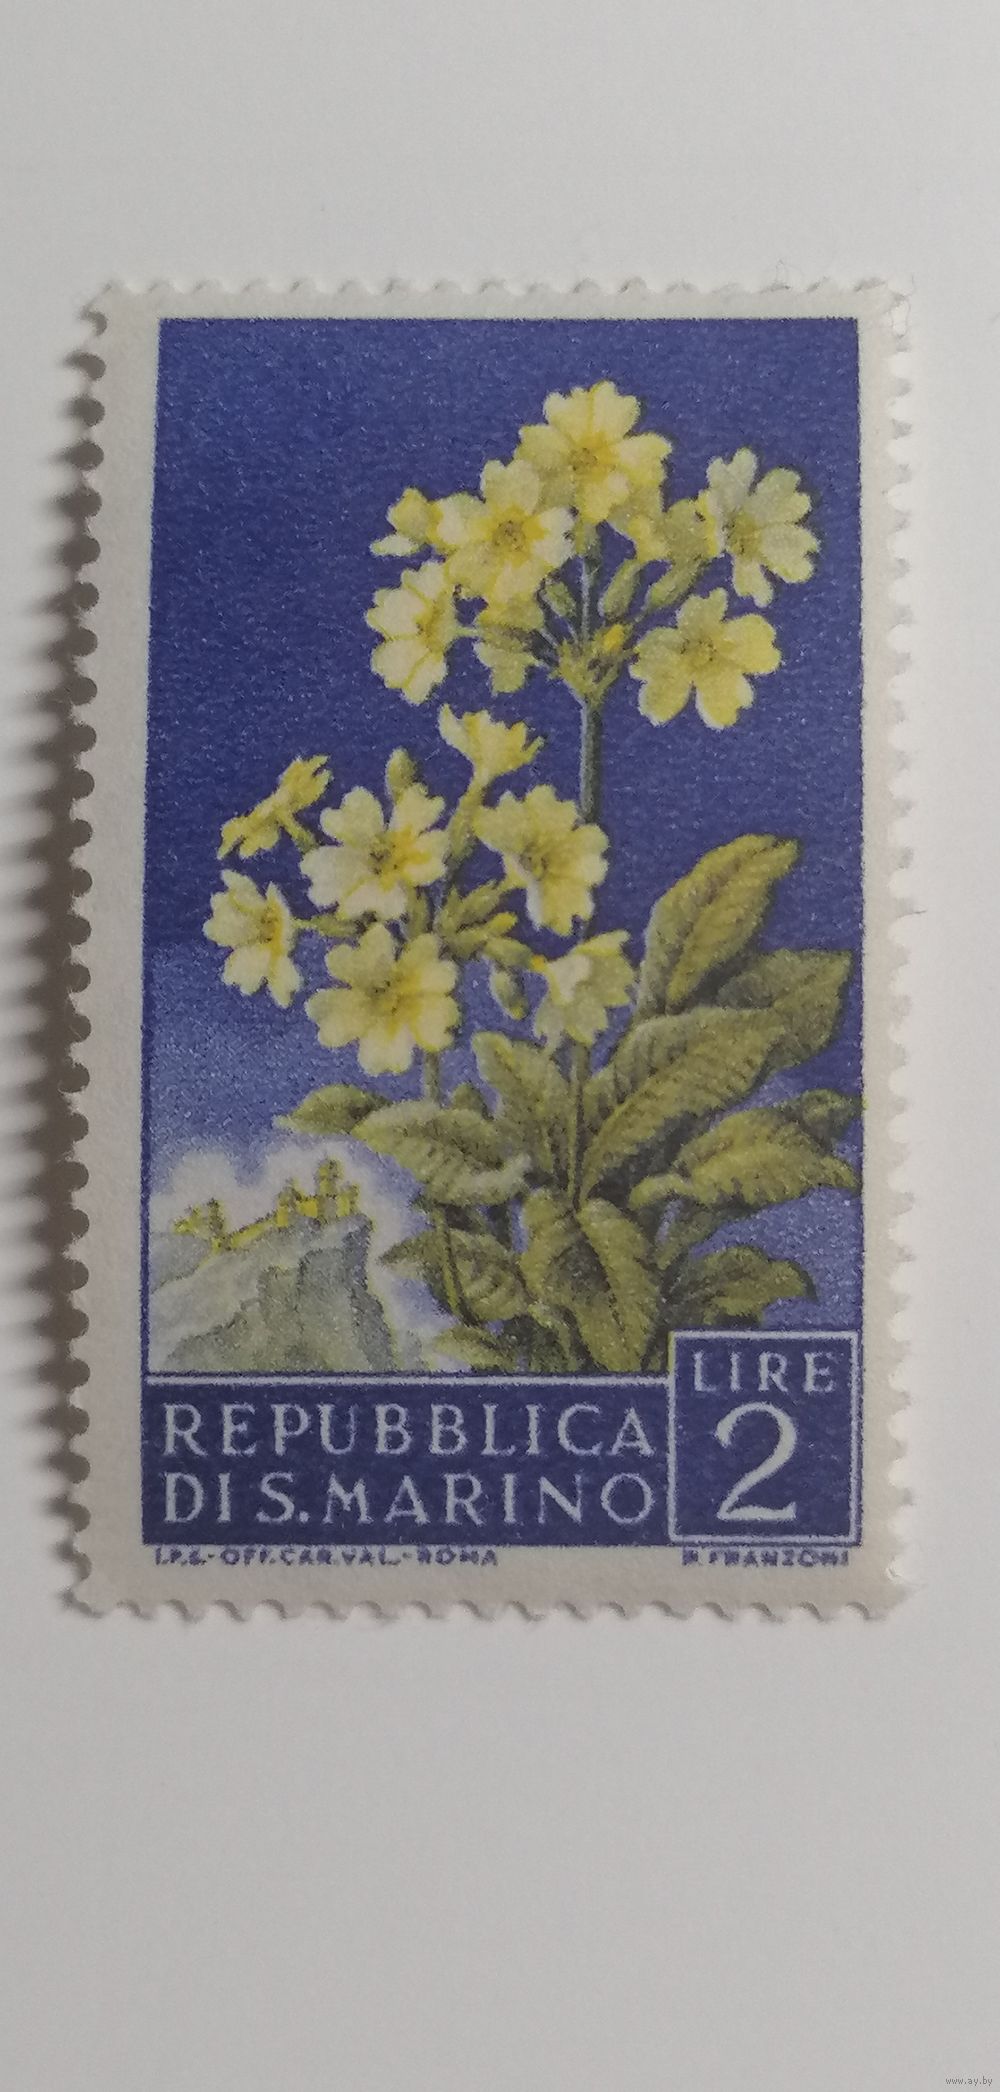 LIRE
2
REPUBBLICA
DI S. MARINO
I.P.S.-OFF.CAR.VAL.-ROMA
R. FRANZONI
www.ay.by